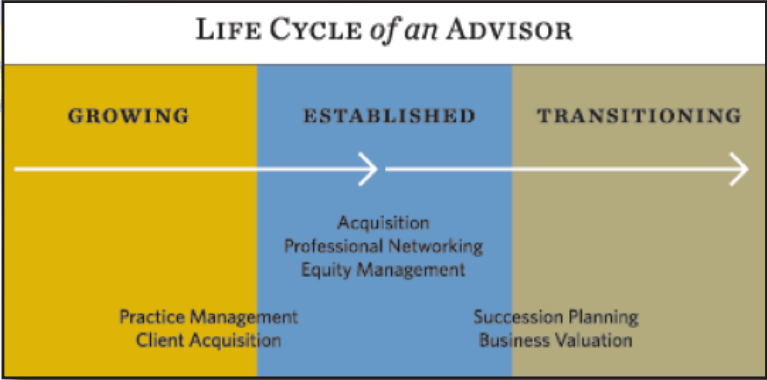 LIFE CYCLE of an ADVISOR
GROWING
ESTABLISHED
TRANSITIONING
Acquisition
Professional Networking
Equity Management
Practice Management
Client Acquisition
Succession Planning
Business Valuation